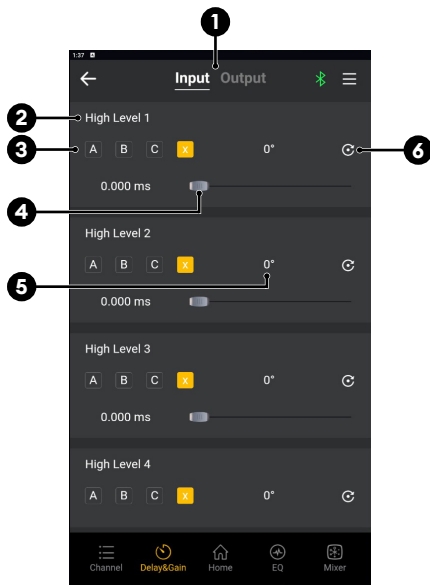 1
1:37
Input Output
2
High Level 1
3
A B C X 0°
6
0.000 ms
4
High Level 2
A B C X 0°
5
0.000 ms
High Level 3
A B C X 0°
0.000 ms
High Level 4
A B C X 0°
Channel Delay&Gain Home EQ Mixer